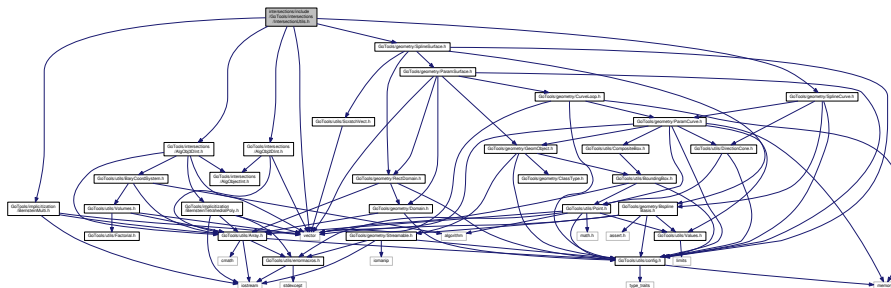 intersections/include
/GoTools/intersections
/IntersectionUtils.h
GoTools/geometry/SplineSurface.h
GoTools/geometry/ParamSurface.h
GoTools/geometry/CurveLoop.h
GoTools/geometry/SplineCurve.h
GoTools/utils/ScratchVect.h
GoTools/geometry/ParamCurve.h
GoTools/intersections
/AlgObj3DInt.h
GoTools/intersections
/AlgObj2DInt.h
GoTools/geometry/GeomObject.h
GoTools/utils/CompositeBox.h
GoTools/utils/DirectionCone.h
GoTools/utils/BaryCoordSystem.h
GoTools/intersections
/AlgObjectInt.h
GoTools/geometry/RectDomain.h
GoTools/geometry/ClassType.h
GoTools/utils/BoundingBox.h
GoTools/implicitization
/BernsteinMulti.h
GoTools/utils/Volumes.h
GoTools/implicitization
/BernsteinTetrahedralPoly.h
GoTools/geometry/Domain.h
GoTools/utils/Point.h
GoTools/geometry/BsplineBasis.h
GoTools/utils/Factorial.h
GoTools/utils/Array.h
vector
GoTools/geometry/Streamable.h
algorithm
math.h
assert.h
GoTools/utils/Values.h
cmath
GoTools/utils/errormacros.h
iomanip
GoTools/utils/config.h
limits
iostream
stdexcept
type_traits
memory